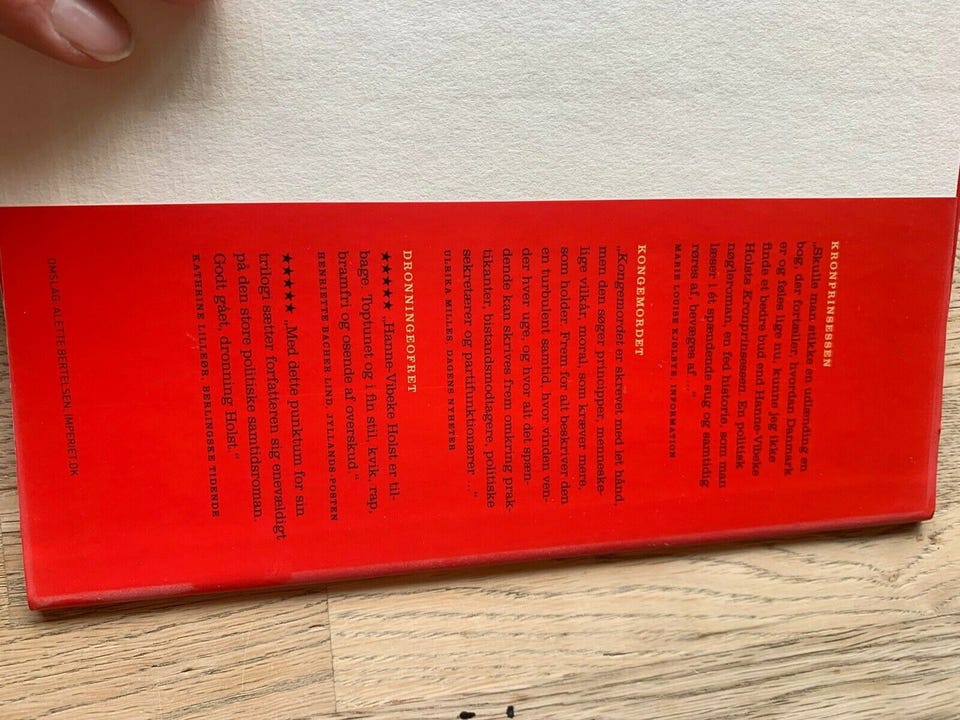 KRONPRINSESSEN
„Skulle man stikke en udlænding en
bog, der fortæller, hvordan Danmark
er og føles lige nu, kunne jeg ikke
finde et bedre bud end Hanne-Vibeke
Holsts Kronprinsessen. En politisk
nøgleroman, en fed historie, som man
læser i ét spændende sug og samtidig
røres af, bevæges af ...“
MARIE LOUISE KJØLBYE, INFORMATION
KONGEMORDET
„Kongemordet er skrevet med let hånd,
men den søger principper, menneske-
lige vilkår, moral, som kræver mere,
som holder. Frem for alt beskriver den
en turbulent samtid, hvor vinden ven-
der hver uge, og hvor alt det spæn-
dende kan skrives frem omkring prak-
tikanter, bistandsmodtagere, politiske
sekretærer og partifunktionærer ...“
ULRIKA MILLES, DAGENS NYHETER
DRONNINGEOFRET
★★★★★ „Hanne-Vibeke Holst er til-
bage. Toptunet og i fin stil, kvik, rap,
bramfri og osende af overskud.“
HENRIETTE BACHER LIND, JYLLANDS-POSTEN
★★★★★ „Med dette punktum for sin
trilogi sætter forfatteren sig enevældigt
på den store politiske samtidsroman.
Godt gået, dronning Holst.“
KATHRINE LILLEØR, BERLINGSKE TIDENDE
OMSLAG: ALETTE BERTELSEN IMPERIET.DK